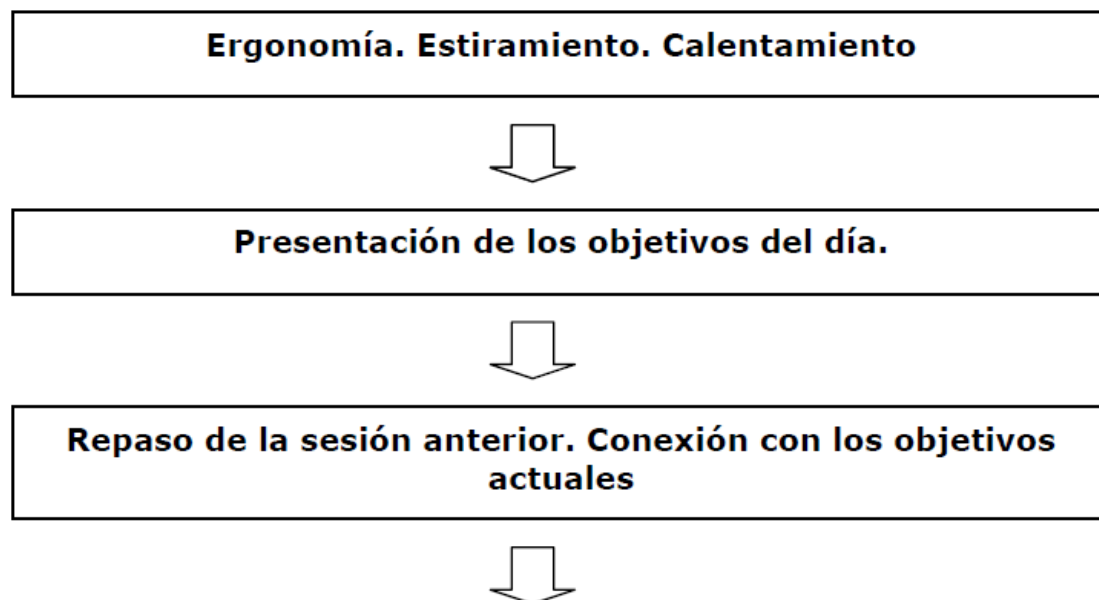 Ergonomía. Estiramiento. Calentamiento
Presentación de los objetivos del día.
Repaso de la sesión anterior. Conexión con los objetivos
actuales